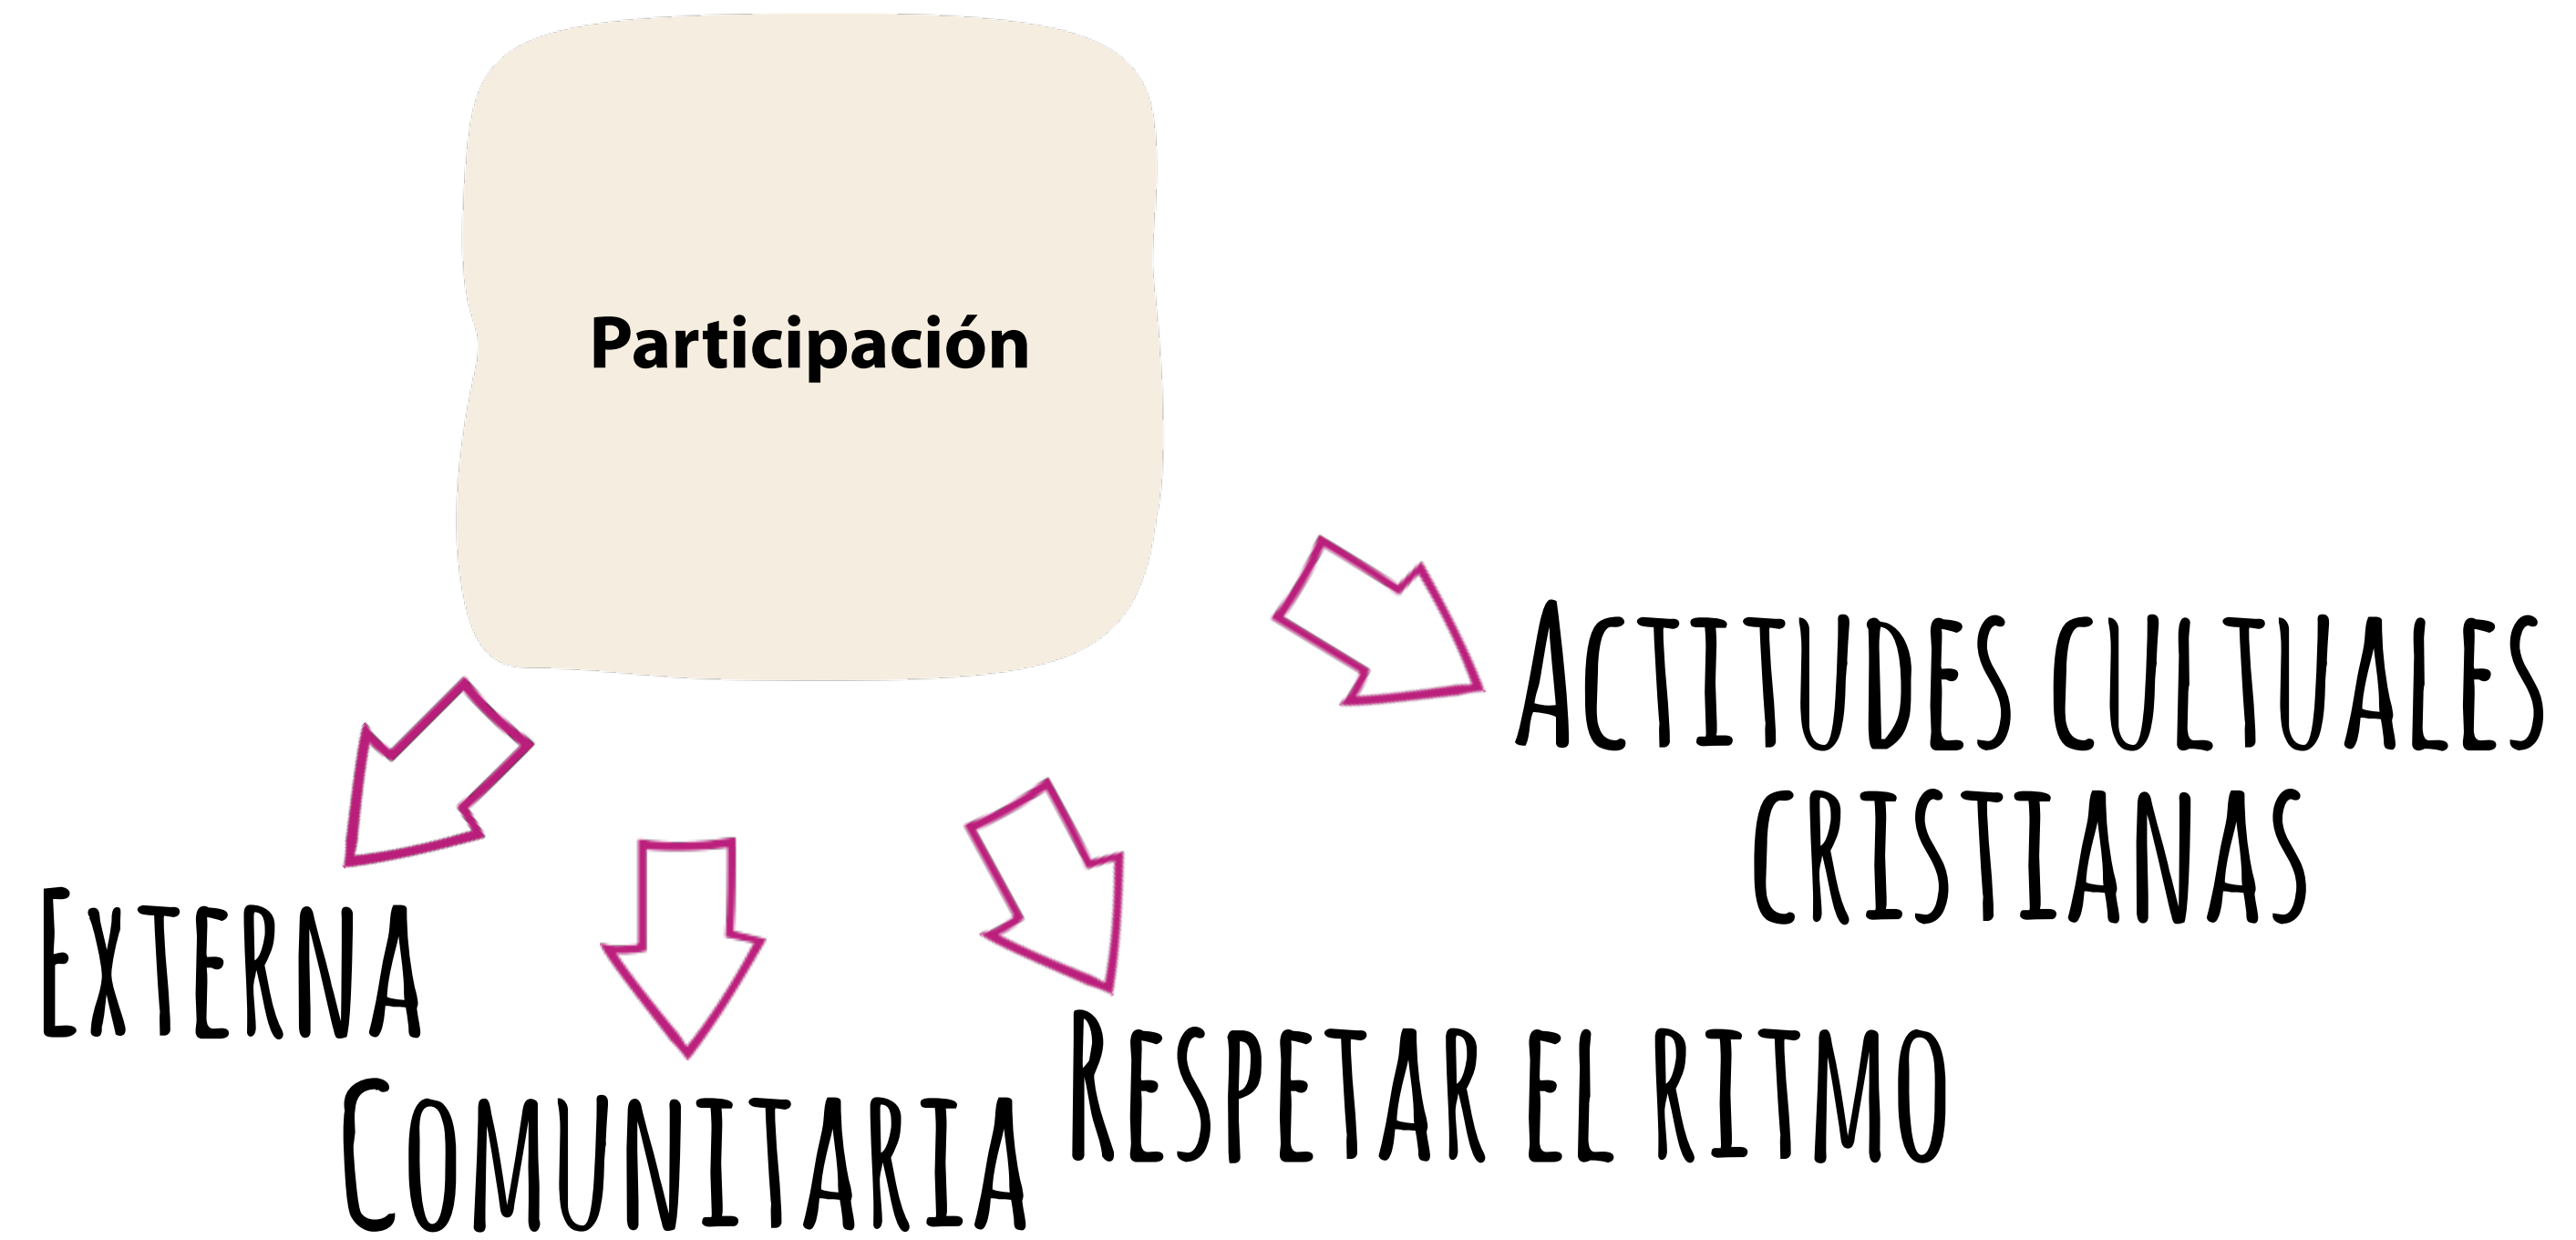 Participación
ACTITUDES CULTUALES
CRISTIANAS
EXTERNA
RESPETAR EL RITMO
COMUNITARIA